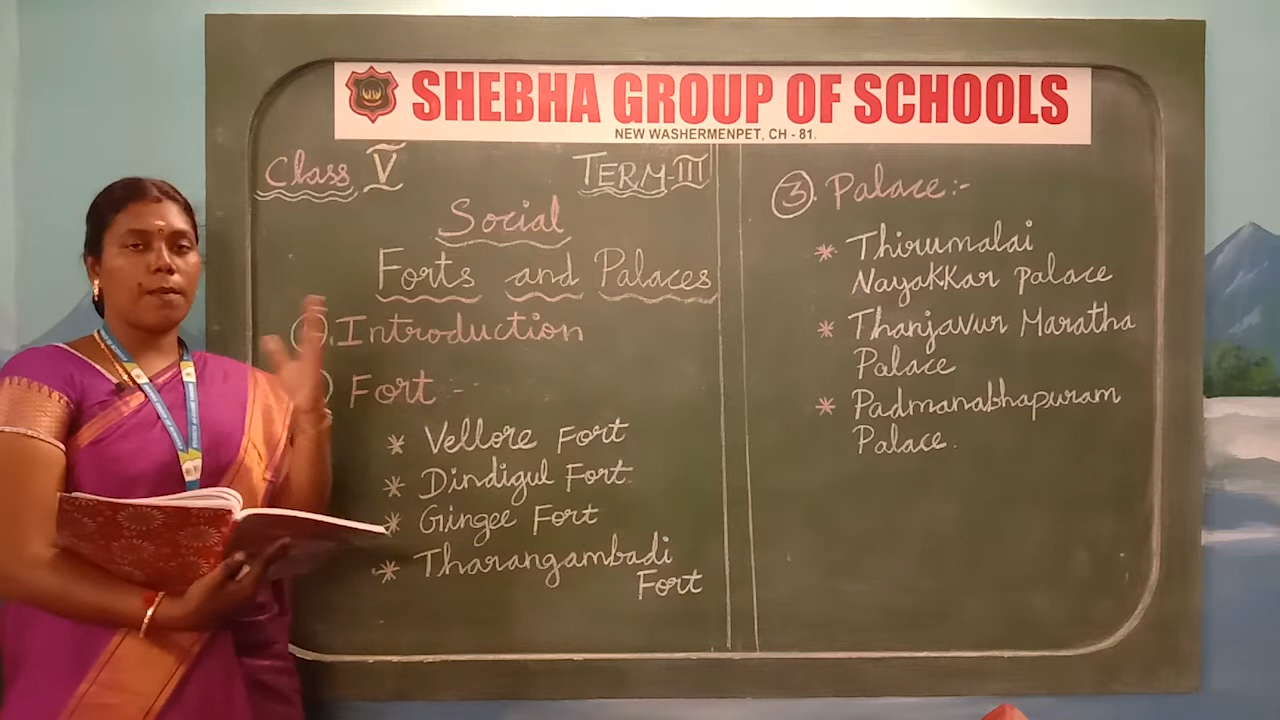 SHEBHA GROUP OF SCHOOLS
NEW WASHERMENPET, CH - 81.
Class V
TERM-III
Social
Forts and Palaces
Introduction
Fort :-
* Vellore Fort
* Dindigul Fort
* Gingee Fort
* Tharangambadi
Fort
3. Palace:-
* Thirumalai
Nayakkar palace
* Thanjavur Maratha
Palace
* Padmanabhapuram
Palace.